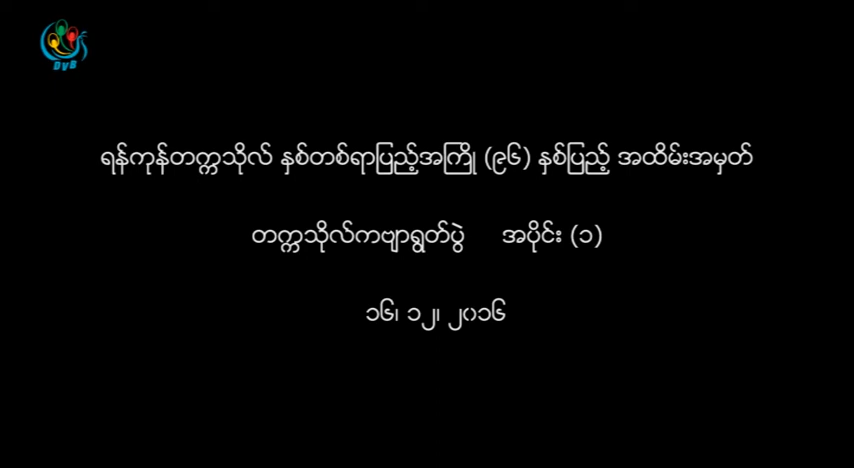 DVB
ရန်ကုန်တက္ကသိုလ် နှစ်တစ်ရာပြည့်အကြို (၉၆) နှစ်ပြည့် အထိမ်းအမှတ်
တက္ကသိုလ်ကဗျာရွတ်ပွဲ အပိုင်း (၁)
၁၆၊ ၁၂၊ ၂၀၁၆